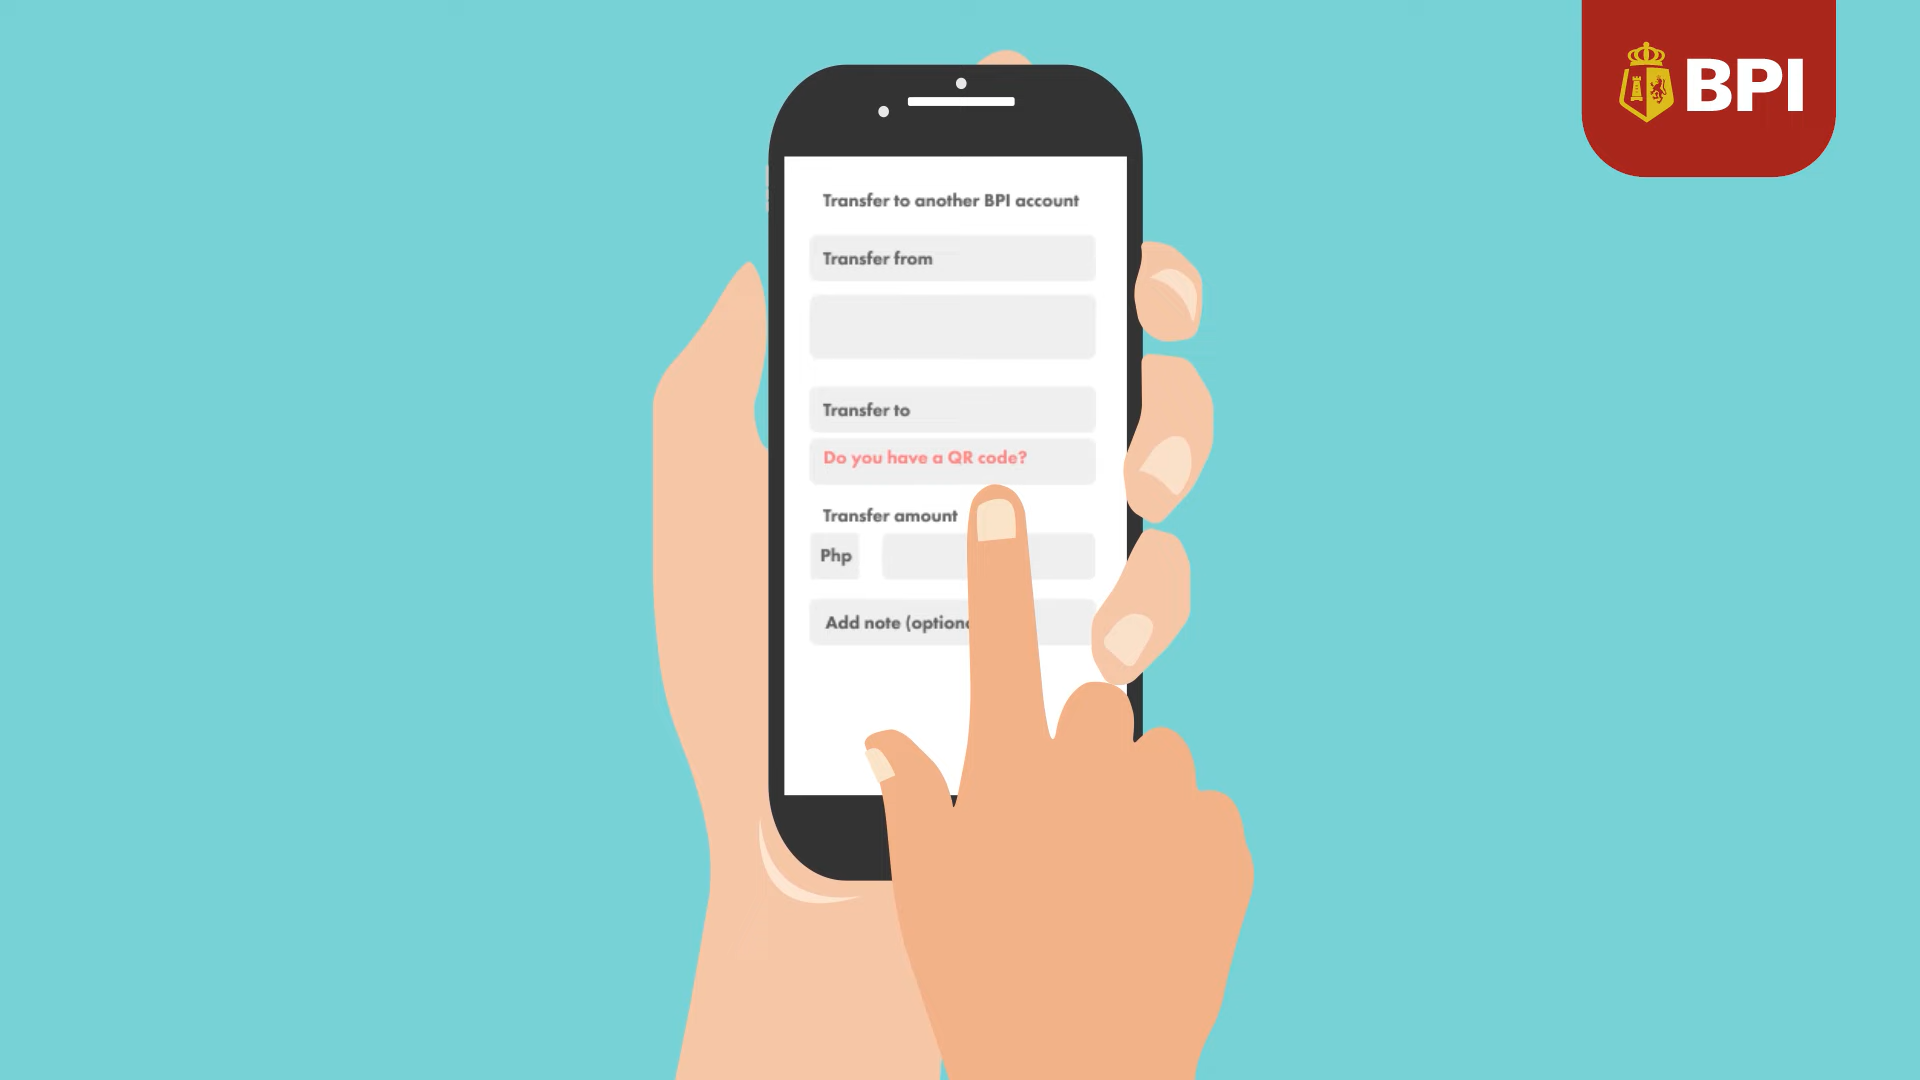 BPI
Transfer to another BPI account
Transfer from
Transfer to
Do you have a QR code?
Transfer amount
Php
Add note (optiona